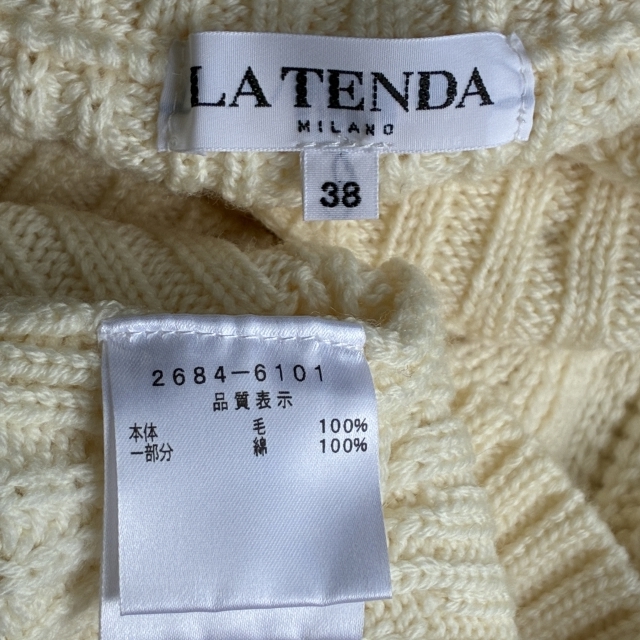 LA TENDA
MILANO
38
2684-6101
品質表示
本体 毛 100%
一部分 綿 100%